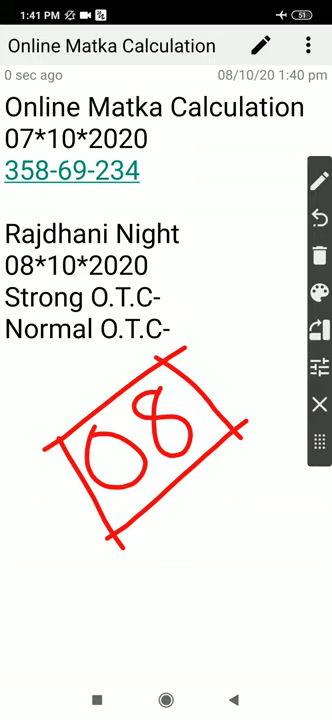 1:41 PM
51
Online Matka Calculation
0 sec ago
08/10/20 1:40 pm
Online Matka Calculation
07*10*2020
358-69-234
Rajdhani Night
08*10*2020
Strong O.T.C-
Normal O.T.C-
08